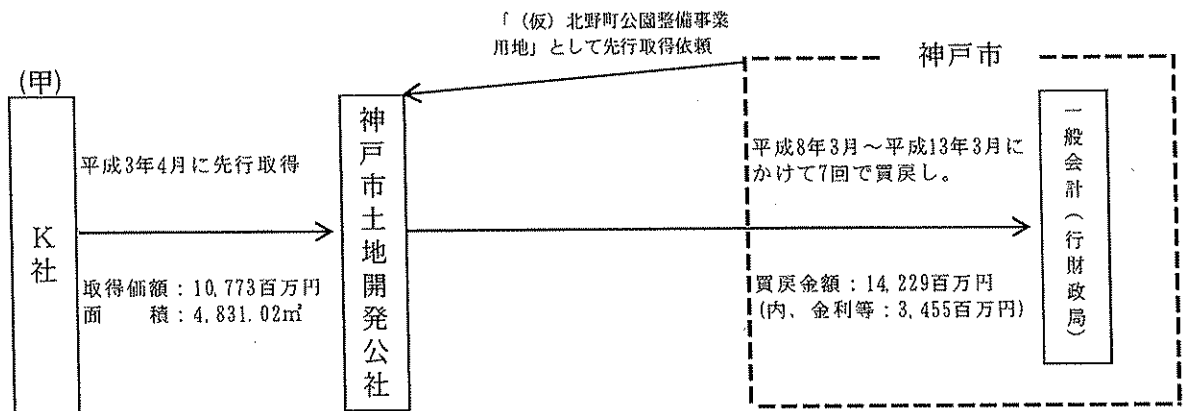 「(仮)北野町公園整備事業
用地」として先行取得依頼
神戸市
(甲)
K社
平成3年4月に先行取得
取得価額：10,773百万円
面　　積：4,831.02㎡
神戸市土地開発公社
平成8年3月～平成13年3月に
かけて7回で買戻し。
買戻金額：14,229百万円
(内、金利等：3,455百万円)
一般会計(行財政局)